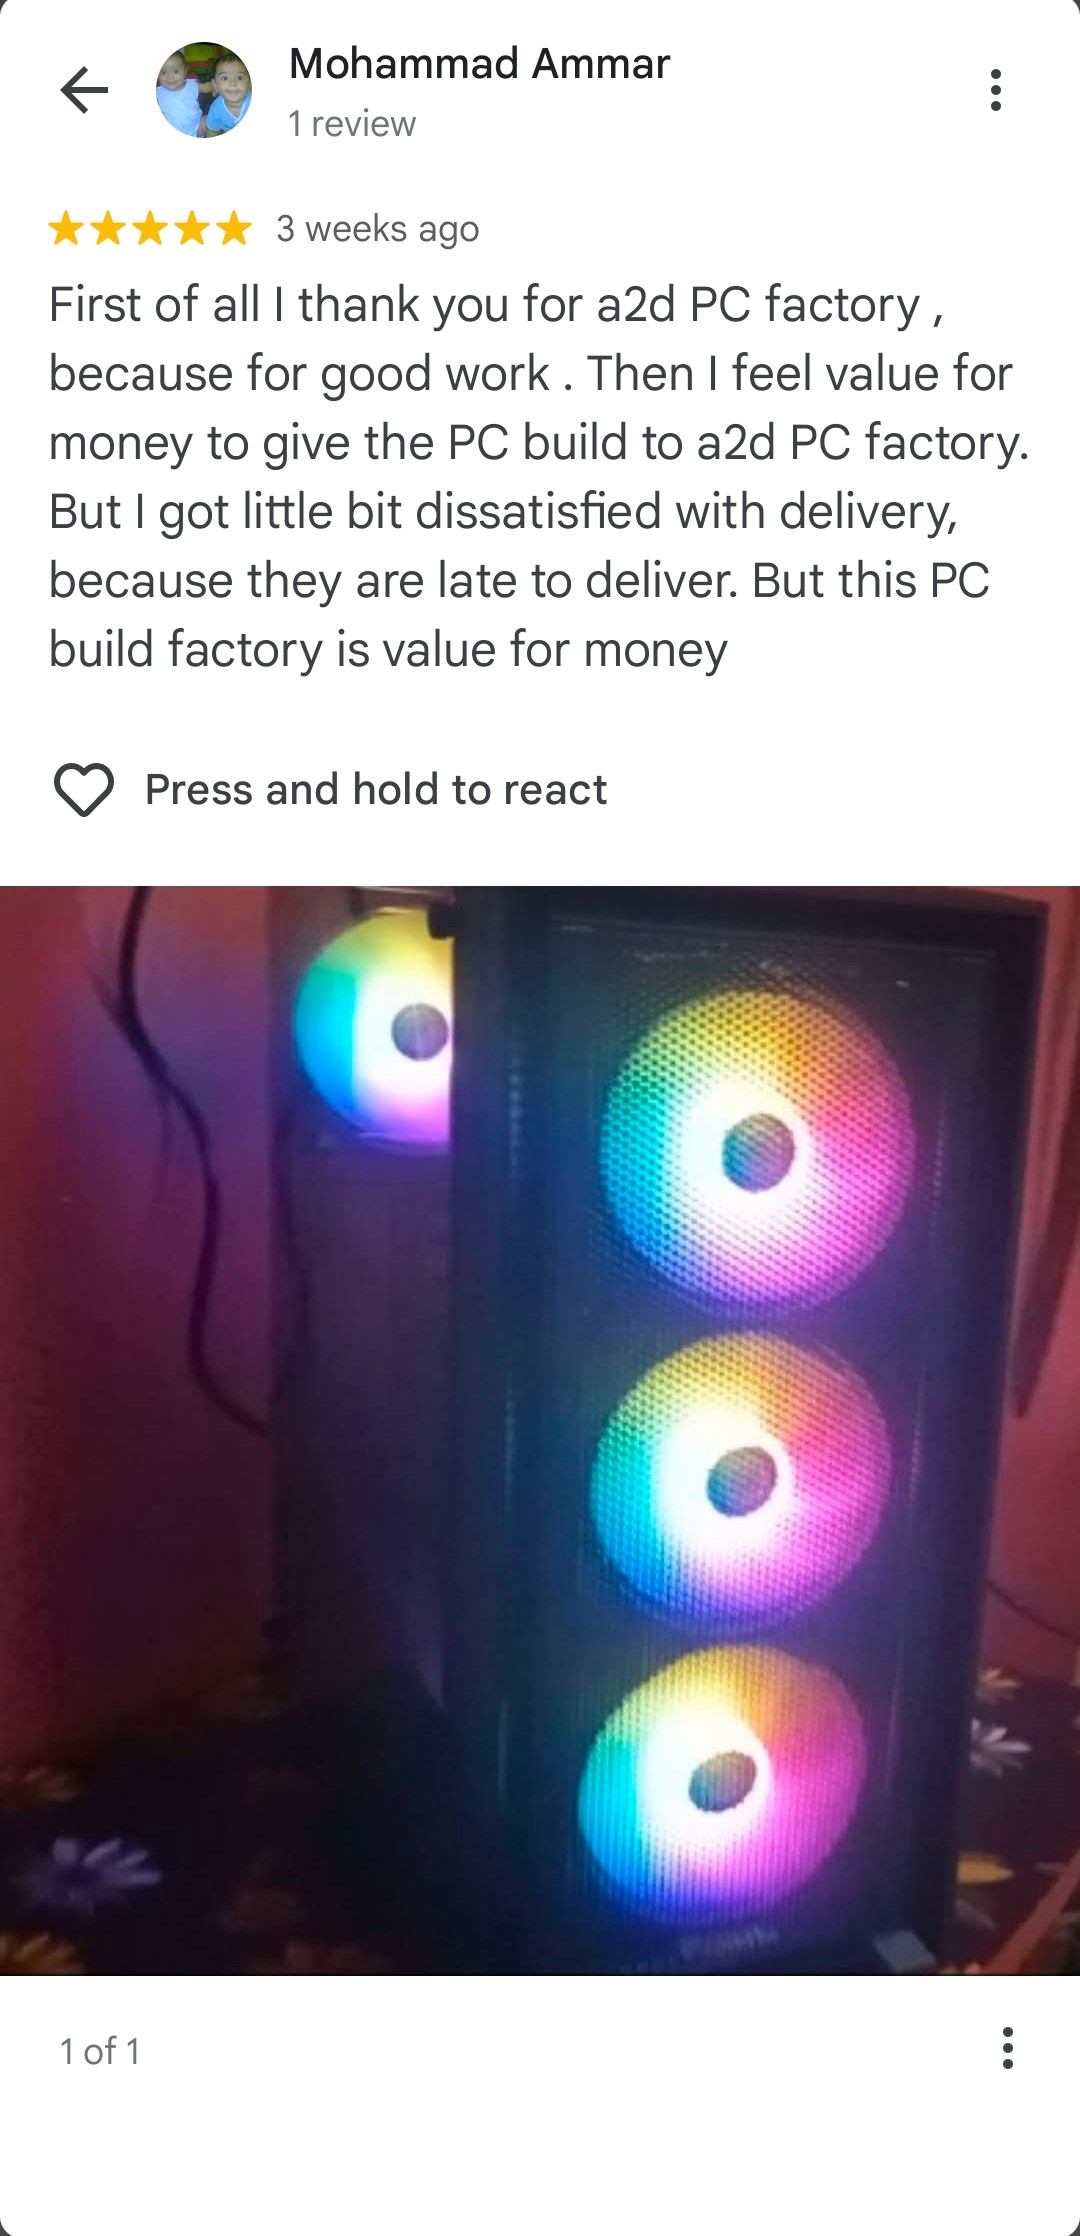 Mohammad Ammar
1 review
3 weeks ago
First of all I thank you for a2d PC factory ,
because for good work . Then I feel value for
money to give the PC build to a2d PC factory.
But I got little bit dissatisfied with delivery,
because they are late to deliver. But this PC
build factory is value for money
Press and hold to react
1 of 1